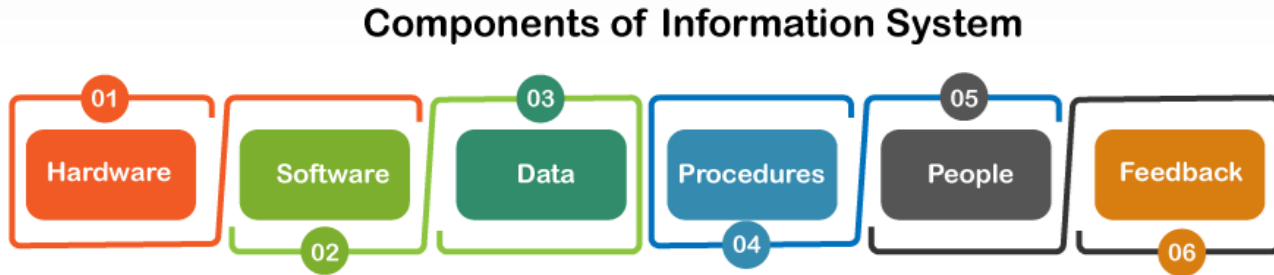 Components of Information System
01
Hardware
Software
02
03
Data
Procedures
04
05
People
Feedback
06